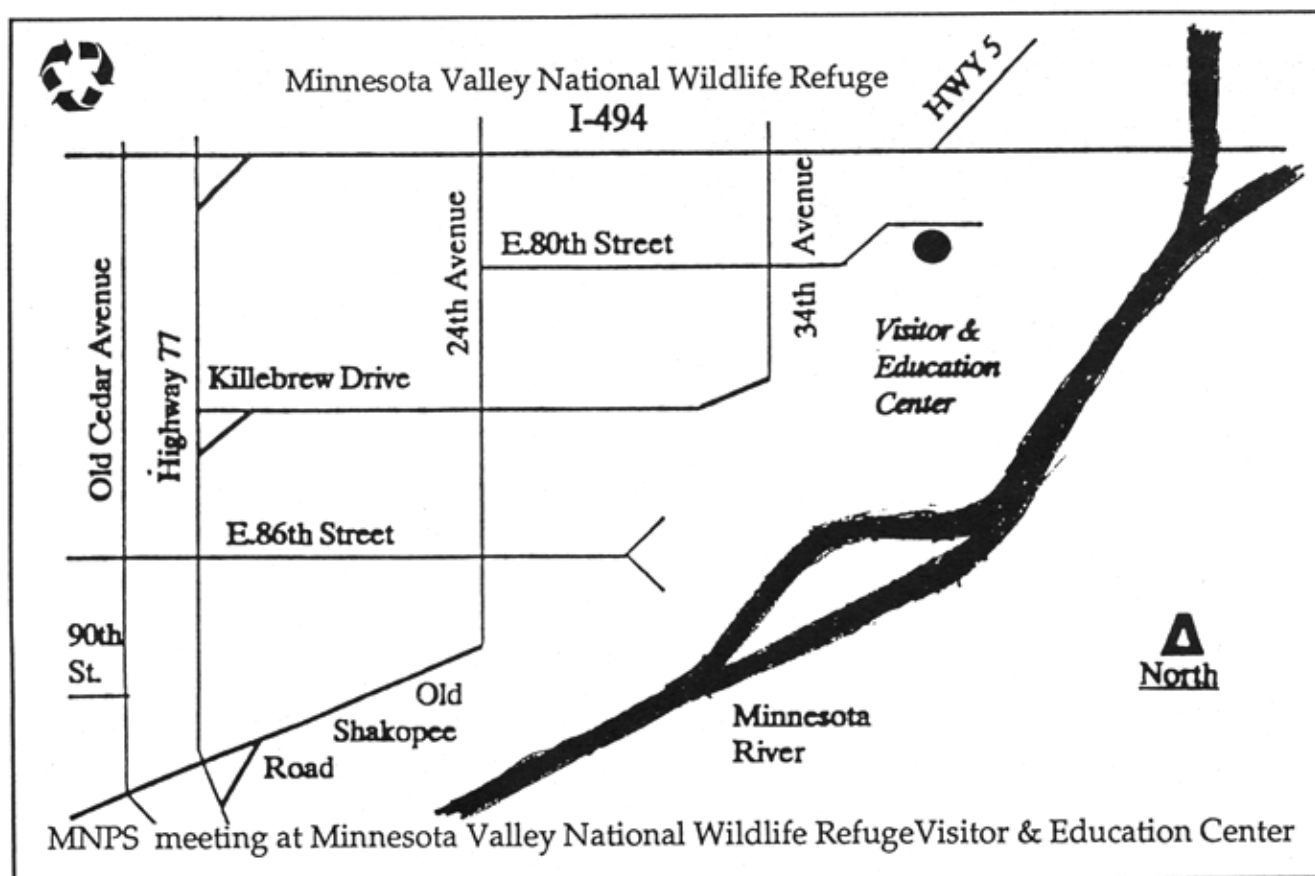 Minnesota Valley National Wildlife Refuge
I-494
HWY 5
Old Cedar Avenue
Highway 77
24th Avenue
34th Avenue
E.80th Street
Visitor &
Education
Center
Killebrew Drive
E.86th Street
90th
St.
Old
Shakopee
Road
Minnesota
River
North
MNPS meeting at Minnesota Valley National Wildlife RefugeVisitor & Education Center